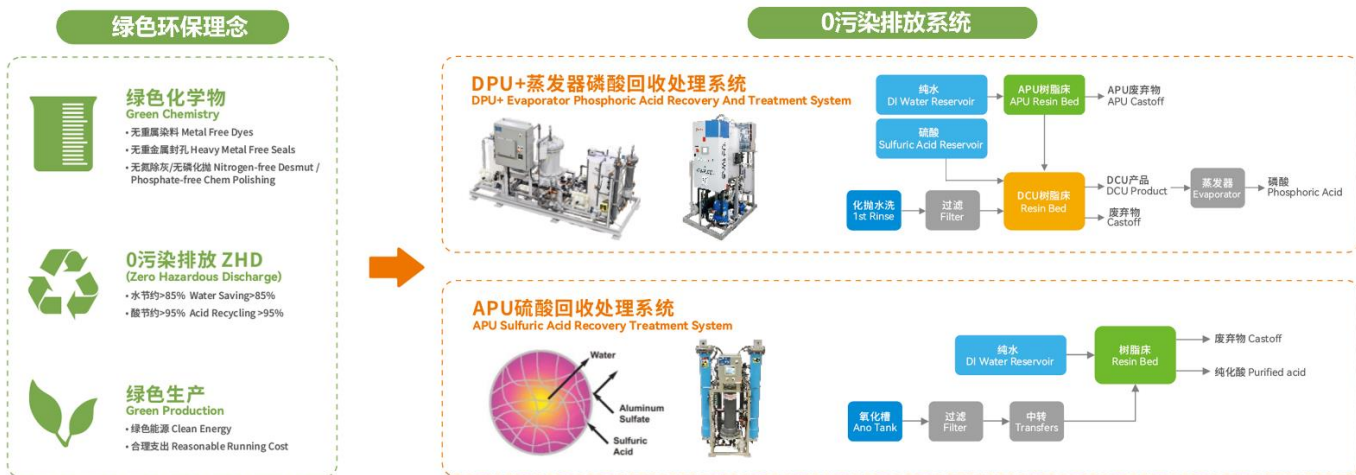 绿色环保理念
绿色化学物
Green Chemistry
• 无重属染料 Metal Free Dyes
• 无重金属封孔 Heavy Metal Free Seals
• 无氮除灰/无磷化抛 Nitrogen-free Desmut /
Phosphate-free Chem Polishing
0污染排放 ZHD
(Zero Hazardous Discharge)
• 水节约>85% Water Saving>85%
• 酸节约>95% Acid Recycling >95%
绿色生产
Green Production
• 绿色能源 Clean Energy
• 合理支出 Reasonable Running Cost
0污染排放系统
DPU+蒸发器磷酸回收处理系统
DPU+ Evaporator Phosphoric Acid Recovery And Treatment System
纯水
DI Water Reservoir
APU树脂床
APU Resin Bed
APU废弃物
APU Castoff
硫酸
Sulfuric Acid Reservoir
化抛水洗
1st Rinse
过滤
Filter
DCU树脂床
Resin Bed
DCU产品
DCU Product
废弃物
Castoff
蒸发器
Evaporator
磷酸
Phosphoric Acid
APU硫酸回收处理系统
APU Sulfuric Acid Recovery Treatment System
Water
Aluminum
Sulfate
Sulfuric
Acid
纯水
DI Water Reservoir
树脂床
Resin Bed
废弃物 Castoff
纯化酸 Purified acid
氧化槽
Ano Tank
过滤
Filter
中转
Transfers